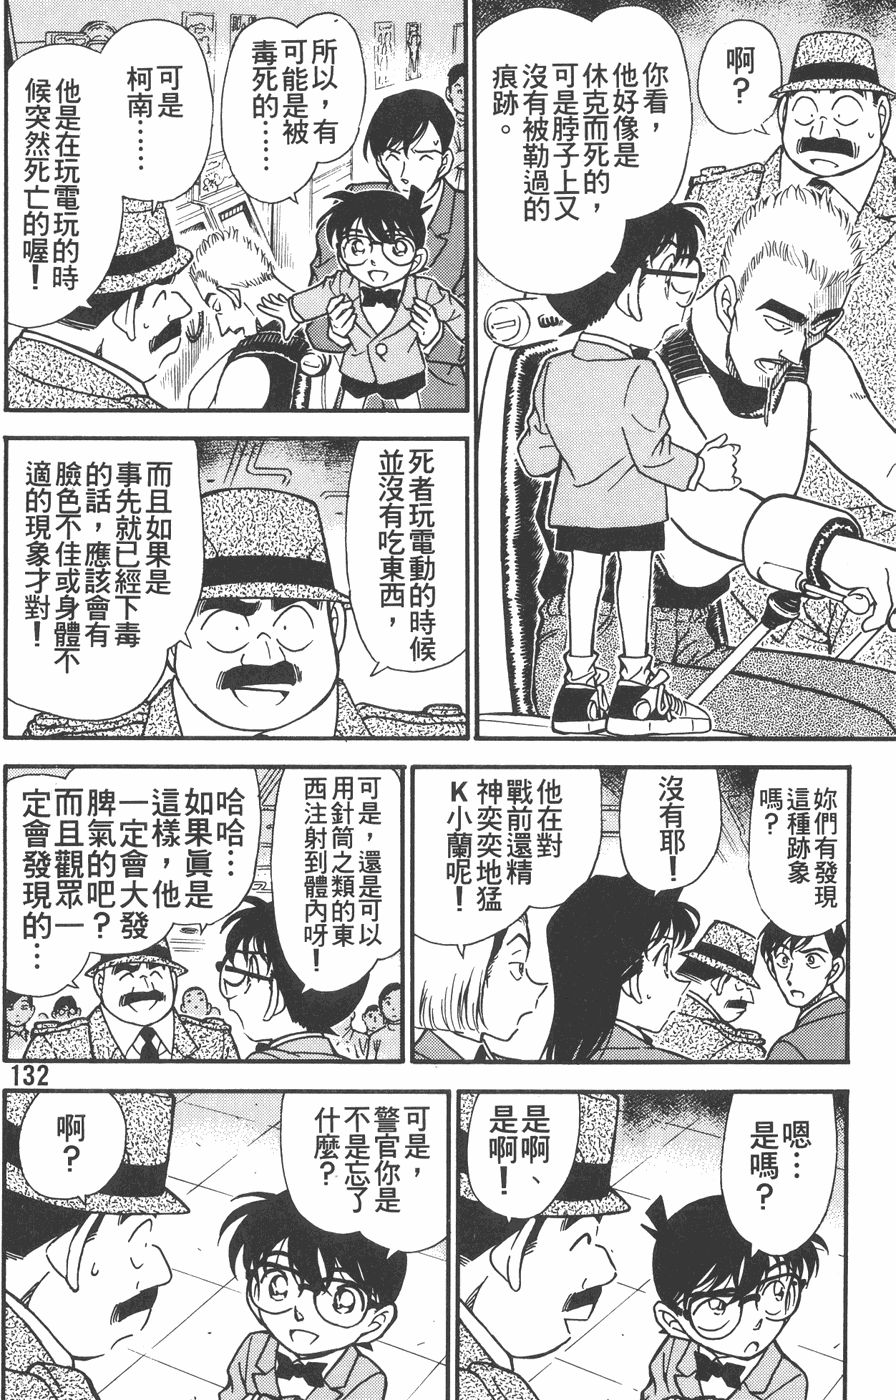 啊？
你看，
他好像是
休克而死的，
可是脖子上又
沒有被勒過的
痕跡。
所以，有
可能是被
毒死的……
可是
柯南……
他是在玩電玩的時
候突然死亡的喔！
死者玩電動的時候
並沒有吃東西，
而且如果是
事先就已經下毒
的話，應該會有
臉色不佳或身體不
適的現象才對！
妳們有發現
這種跡象
嗎？
沒有耶！
他在對
戰前還精
神奕奕地猛
K小蘭呢！
可是，還是可以
用針筒之類的東
西注射到體內呀！
哈哈…
如果眞是
這樣，他
一定會大發
脾氣的吧？
而且觀眾一
定會發現的…
132
嗯…
是嗎？
是啊
是啊！
可是，
警官你是
不是忘了
什麼？
啊？